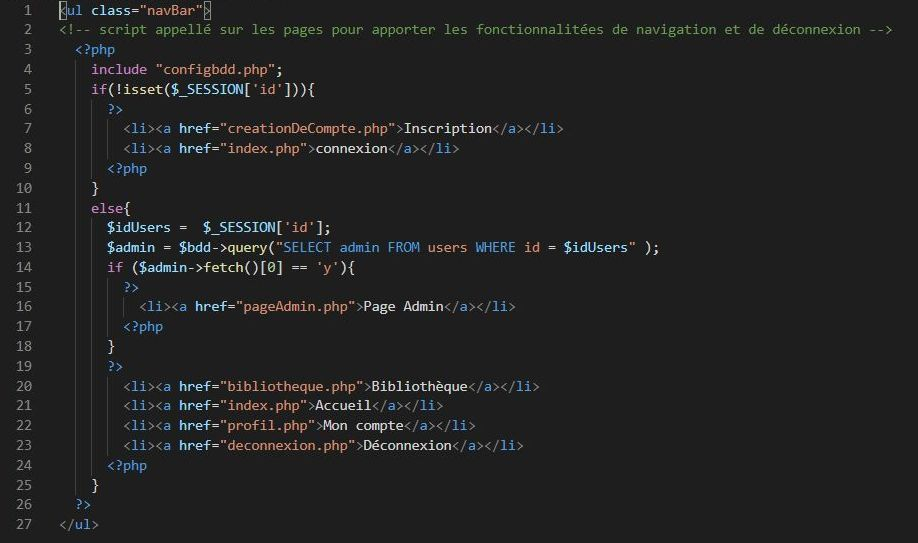 1 <ul class="navBar">
2 <!-- script appellé sur les pages pour apporter les fonctionnalitées de navigation et de déconnexion -->
3 <?php
4 include "configbdd.php";
5 if(!isset($_SESSION['id'])){
6 ?>
7 <li><a href="creationDeCompte.php">Inscription</a></li>
8 <li><a href="index.php">connexion</a></li>
9 <?php
10 }
11 else{
12 $idUsers =  $_SESSION['id'];
13 $admin = $bdd->query("SELECT admin FROM users WHERE id = $idUsers" );
14 if ($admin->fetch()[0] == 'y'){
15 ?>
16 <li><a href="pageAdmin.php">Page Admin</a></li>
17 <?php
18 }
19 ?>
20 <li><a href="bibliotheque.php">Bibliothèque</a></li>
21 <li><a href="index.php">Accueil</a></li>
22 <li><a href="profil.php">Mon compte</a></li>
23 <li><a href="deconnexion.php">Déconnexion</a></li>
24 <?php
25 }
26 ?>
27 </ul>